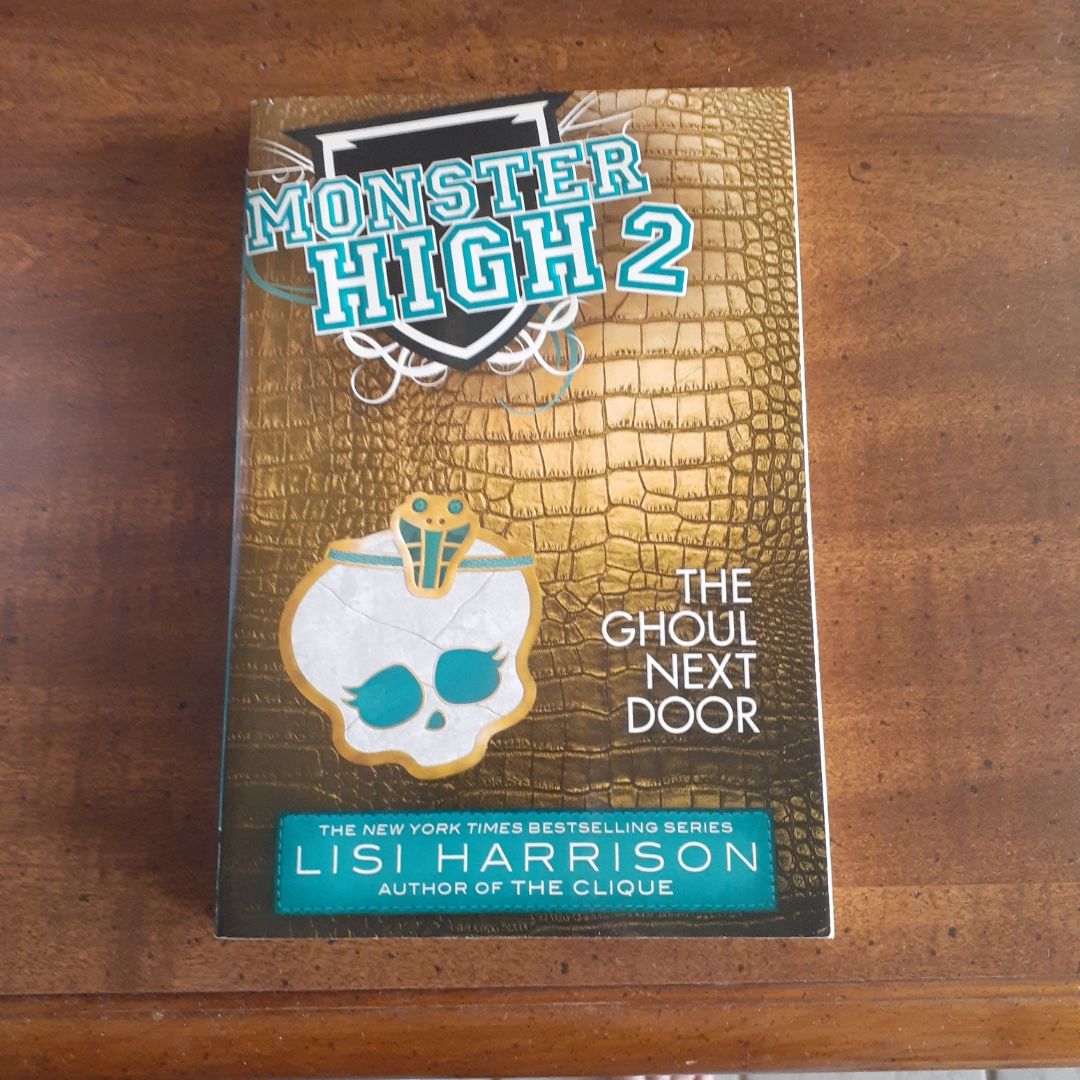 MONSTER
HIGH 2
THE
GHOUL
NEXT
DOOR
THE NEW YORK TIMES BESTSELLING SERIES
LISI HARRISON
AUTHOR OF THE CLIQUE